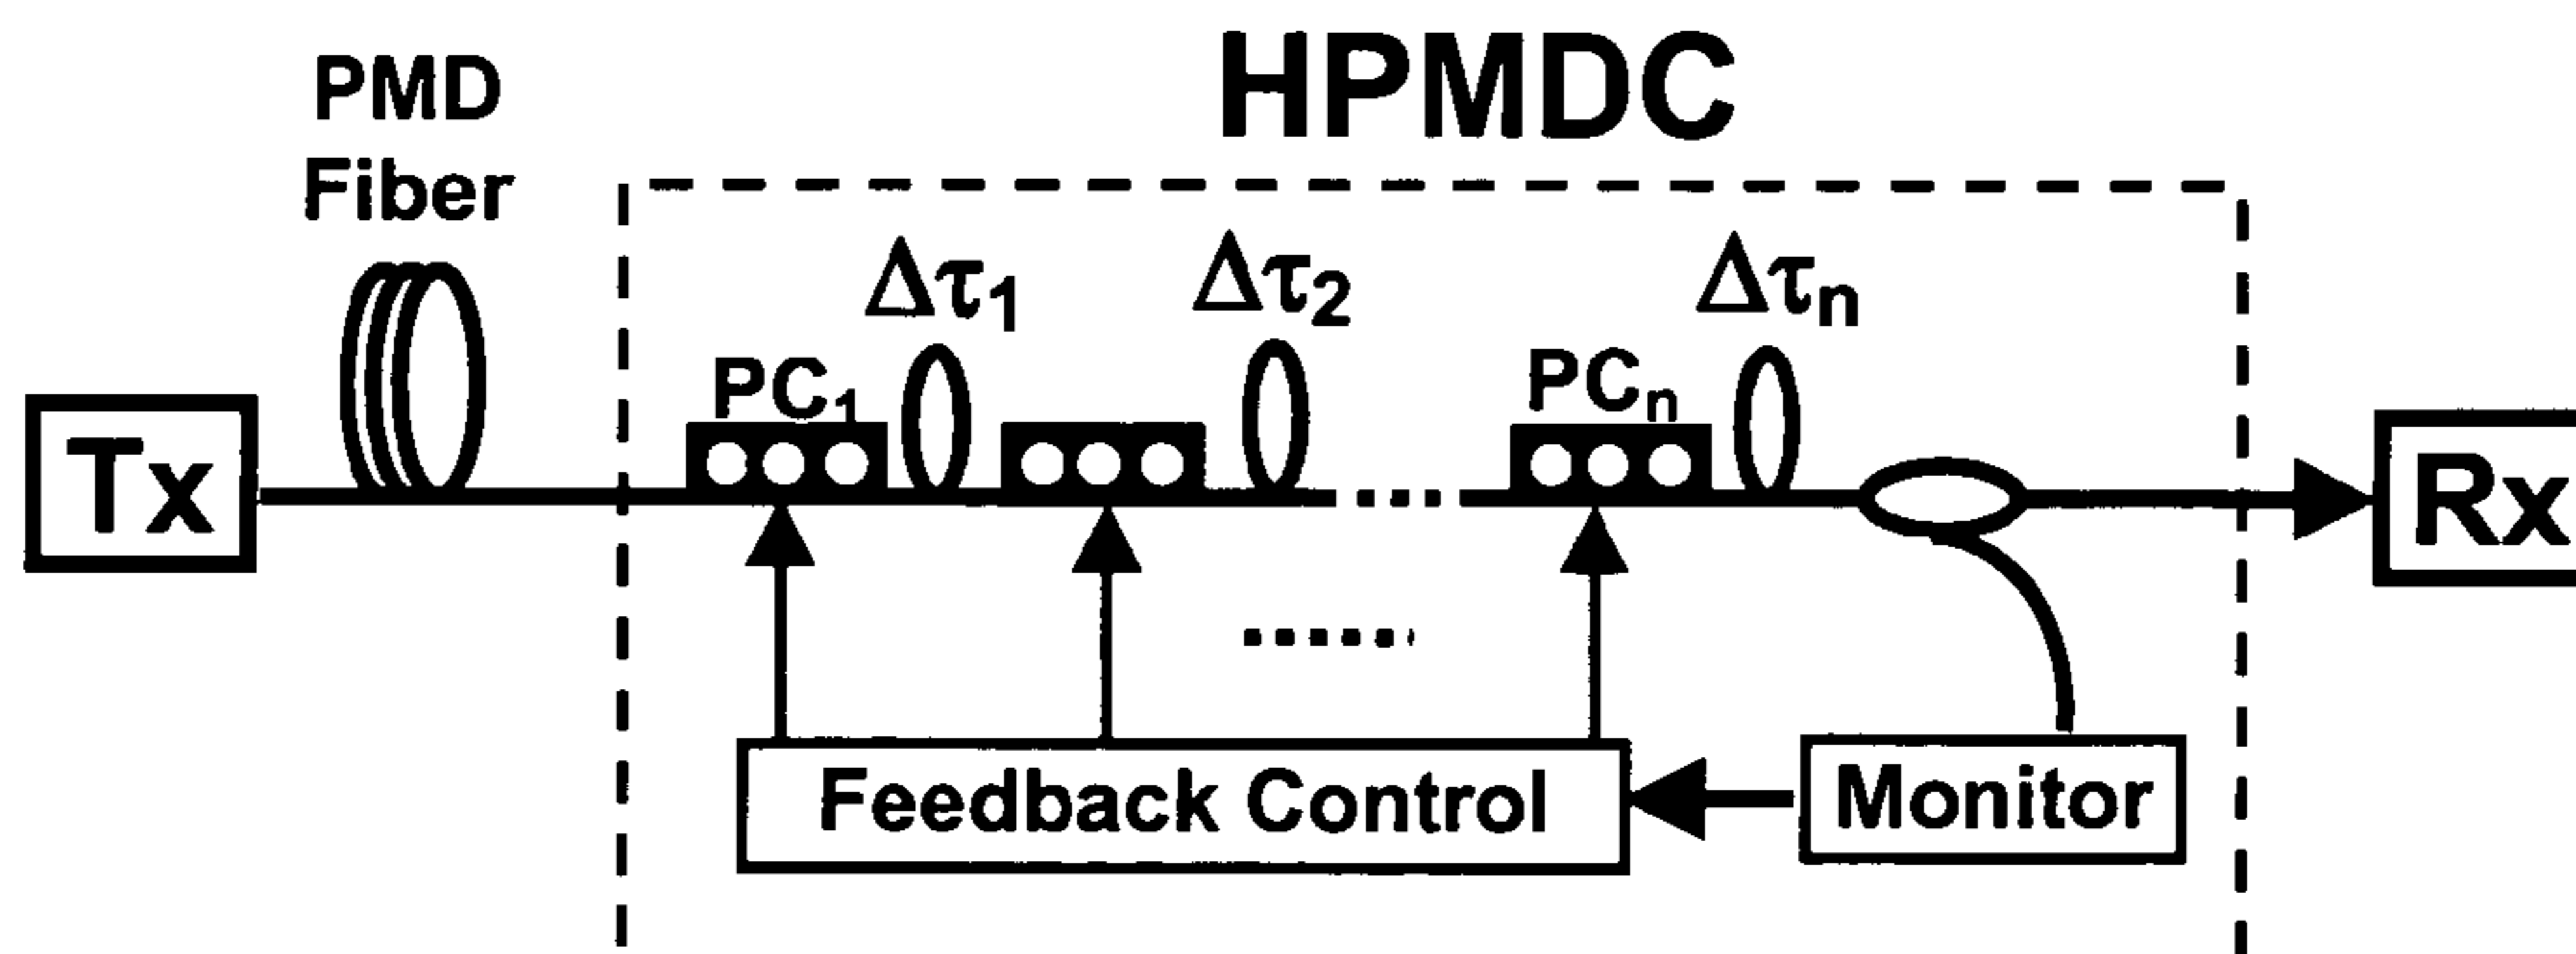 HPMDC
PMD
Fiber
Δτ1
Δτ2
Δτn
PC1
PCn
Tx
Rx
Feedback Control
Monitor